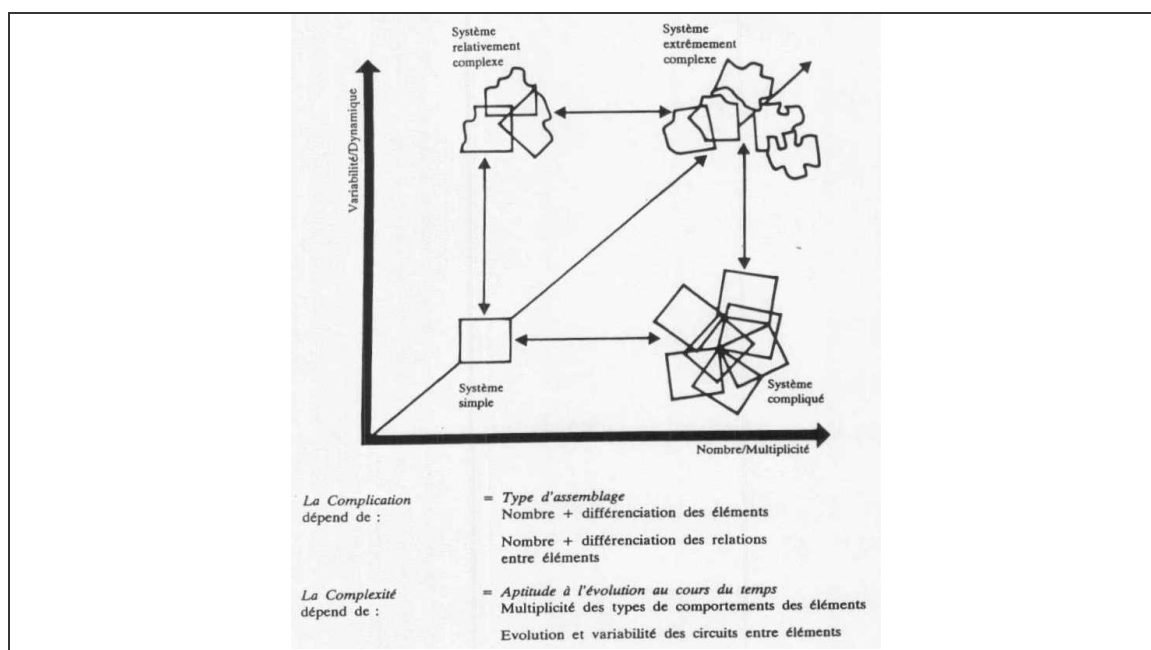 Système
relativement
complexe
Système
extrêmement
complexe
Variabilité/Dynamique
Système
simple
Système
compliqué
Nombre/Multiplicité
La Complication
dépend de :
= Type d'assemblage
Nombre + différenciation des éléments
Nombre + différenciation des relations
entre éléments
La Complexité
dépend de :
= Aptitude à l'évolution au cours du temps
Multiplicité des types de comportements des éléments
Evolution et variabilité des circuits entre éléments